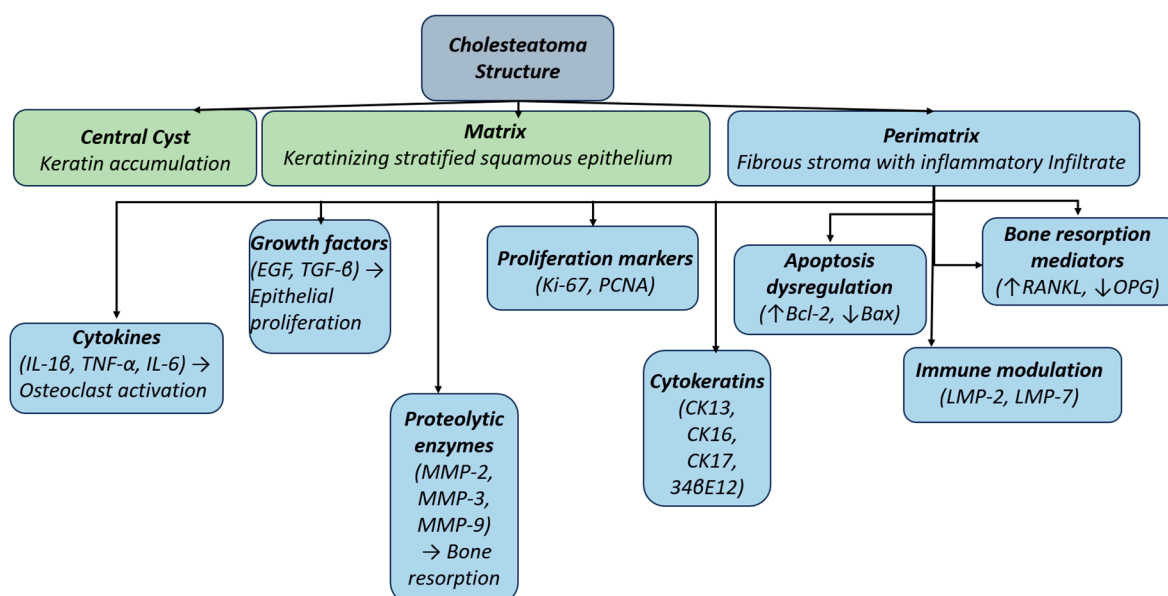 Cholesteatoma
Structure
Central Cyst
Keratin accumulation
Matrix
Keratinizing stratified squamous epithelium
Perimatrix
Fibrous stroma with inflammatory Infiltrate
Cytokines
(IL-1β, TNF-α, IL-6) →
Osteoclast activation
Growth factors
(EGF, TGF-β) →
Epithelial
proliferation
Proteolytic
enzymes
(MMP-2,
MMP-3,
MMP-9)
→ Bone
resorption
Proliferation markers
(Ki-67, PCNA)
Cytokeratins
(CK13,
CK16,
CK17,
34βE12)
Apoptosis
dysregulation
(↑Bcl-2, ↓Bax)
Bone resorption
mediators
(↑RANKL, ↓OPG)
Immune modulation
(LMP-2, LMP-7)